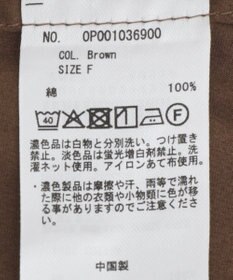 NO. OP001036900
COL. Brown
SIZE F
綿 100%
40 F
濃色品は白物と分別洗い。つけ置き
禁止。淡色品は蛍光増白剤禁止。洗
濯ネット使用。アイロンあて布使用。
※濃色製品は摩擦や汗、雨等で濡れ
た際に他の衣類や小物類に色が移
る事がありますのでご注意くださ
い。
中国製